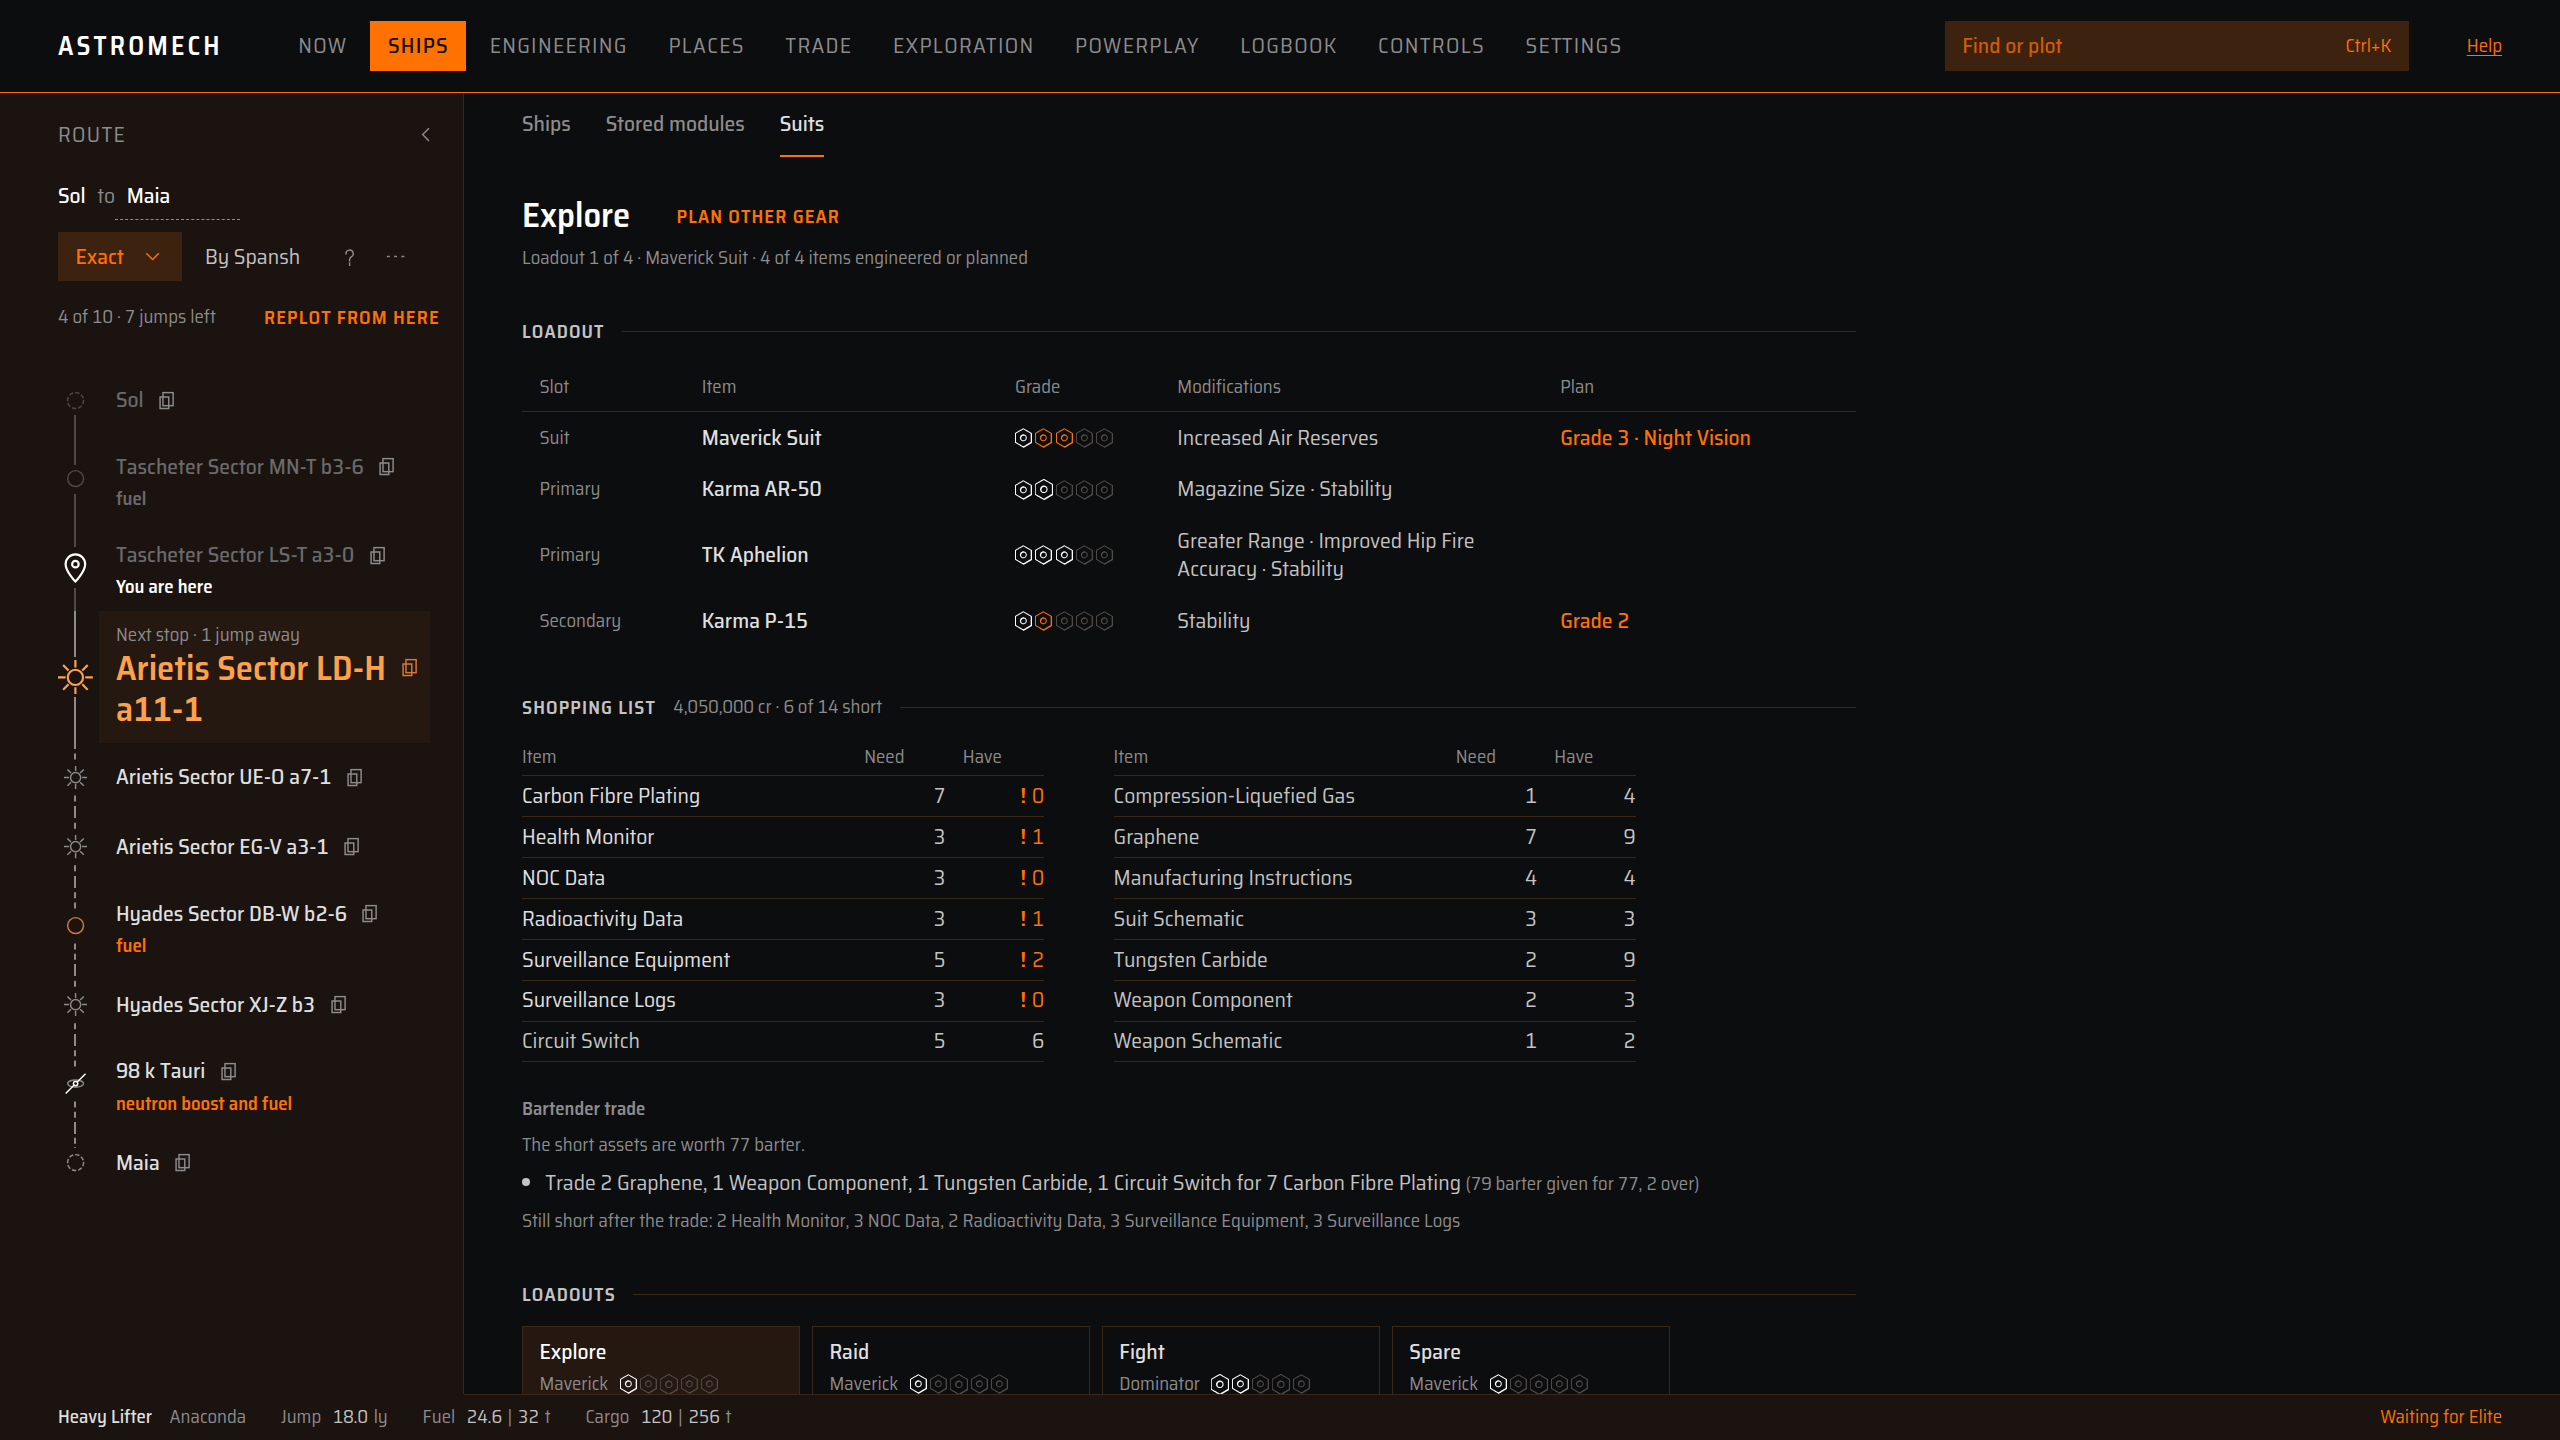 ASTROMECH NOW SHIPS ENGINEERING PLACES TRADE EXPLORATION POWERPLAY LOGBOOK CONTROLS SETTINGS Find or plot Ctrl+K Help
ROUTE
Sol to Maia
Exact By Spansh ? ...
4 of 10 · 7 jumps left REPLOT FROM HERE
Sol
Tascheter Sector MN-T b3-6
fuel
Tascheter Sector LS-T a3-0
You are here
Next stop · 1 jump away
Arietis Sector LD-H
a11-1
Arietis Sector UE-O a7-1
Arietis Sector EG-V a3-1
Hyades Sector DB-W b2-6
fuel
Hyades Sector XJ-Z b3
98 k Tauri
neutron boost and fuel
Maia
Ships Stored modules Suits
Explore PLAN OTHER GEAR
Loadout 1 of 4 · Maverick Suit · 4 of 4 items engineered or planned
LOADOUT
Slot Item Grade Modifications Plan
Suit Maverick Suit Increased Air Reserves Grade 3 · Night Vision
Primary Karma AR-50 Magazine Size · Stability
Primary TK Aphelion Greater Range · Improved Hip Fire
Accuracy · Stability
Secondary Karma P-15 Stability Grade 2
SHOPPING LIST 4,050,000 cr · 6 of 14 short
Item Need Have Item Need Have
Carbon Fibre Plating 7 ! 0 Compression-Liquefied Gas 1 4
Health Monitor 3 ! 1 Graphene 7 9
NOC Data 3 ! 0 Manufacturing Instructions 4 4
Radioactivity Data 3 ! 1 Suit Schematic 3 3
Surveillance Equipment 5 ! 2 Tungsten Carbide 2 9
Surveillance Logs 3 ! 0 Weapon Component 2 3
Circuit Switch 5 6 Weapon Schematic 1 2
Bartender trade
The short assets are worth 77 barter.
• Trade 2 Graphene, 1 Weapon Component, 1 Tungsten Carbide, 1 Circuit Switch for 7 Carbon Fibre Plating (79 barter given for 77, 2 over)
Still short after the trade: 2 Health Monitor, 3 NOC Data, 2 Radioactivity Data, 3 Surveillance Equipment, 3 Surveillance Logs
LOADOUTS
Explore Raid Fight Spare
Maverick Maverick Dominator Maverick
Heavy Lifter Anaconda Jump 18.0 ly Fuel 24.6 | 32 t Cargo 120 | 256 t Waiting for Elite